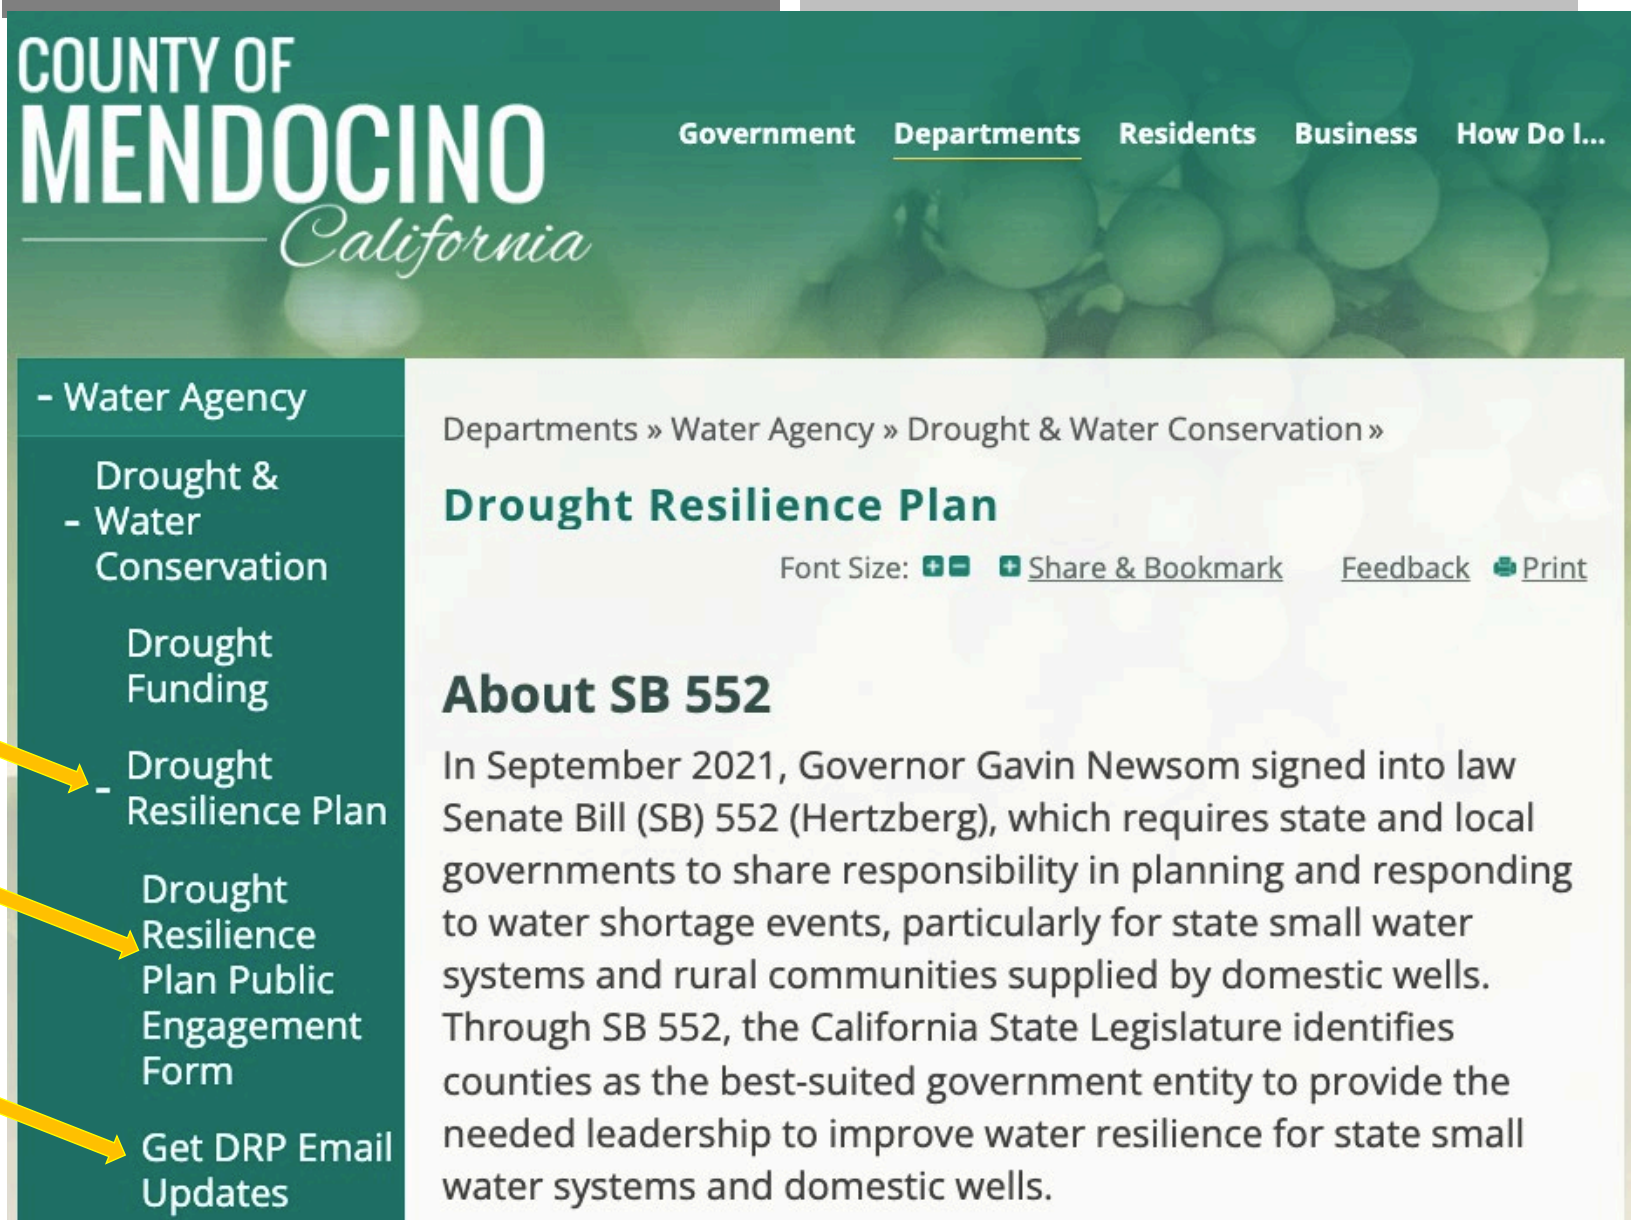 COUNTY OF
MENDOCINO
California
Government Departments Residents Business How Do I...
- Water Agency
Drought &
- Water
Conservation
Drought
Funding
Drought
- Resilience Plan
Drought
Resilience
Plan Public
Engagement
Form
Get DRP Email
Updates
Departments » Water Agency » Drought & Water Conservation »
Drought Resilience Plan
Font Size: + - + Share & Bookmark Feedback Print
About SB 552
In September 2021, Governor Gavin Newsom signed into law
Senate Bill (SB) 552 (Hertzberg), which requires state and local
governments to share responsibility in planning and responding
to water shortage events, particularly for state small water
systems and rural communities supplied by domestic wells.
Through SB 552, the California State Legislature identifies
counties as the best-suited government entity to provide the
needed leadership to improve water resilience for state small
water systems and domestic wells.